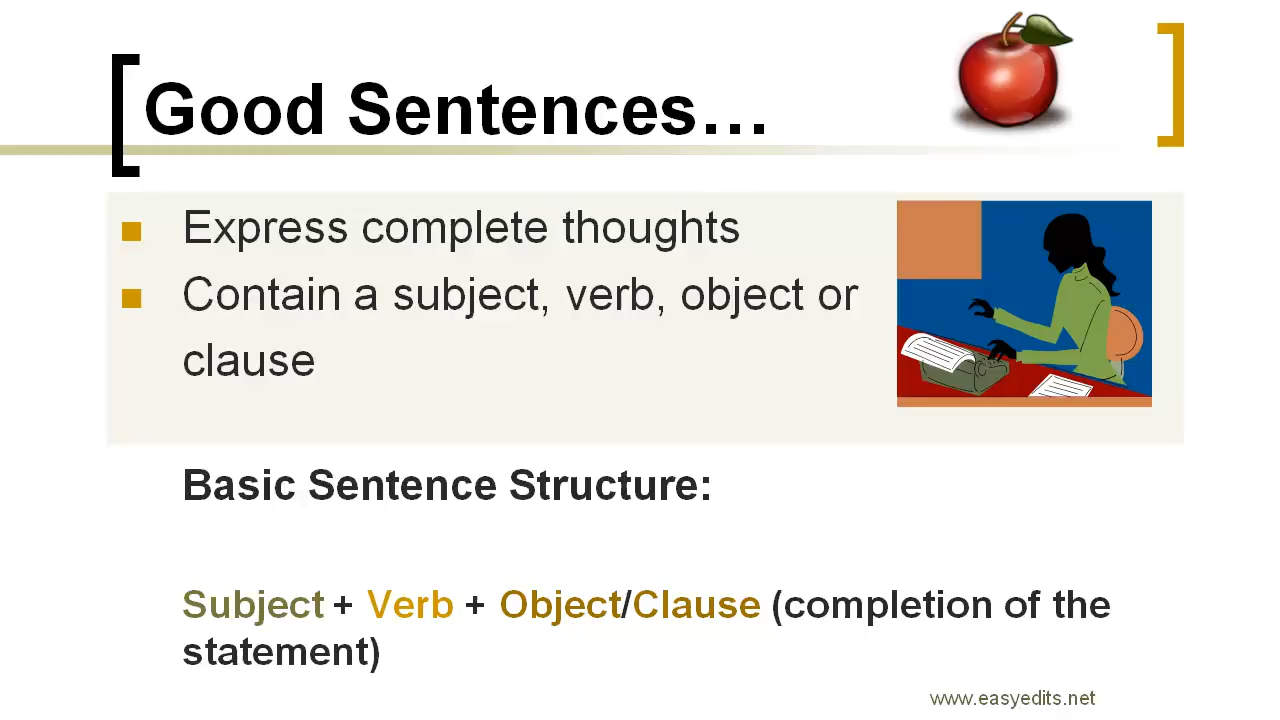 Good Sentences…
Express complete thoughts
Contain a subject, verb, object or
clause
Basic Sentence Structure:
Subject + Verb + Object/Clause (completion of the
statement)
www.easyedits.net